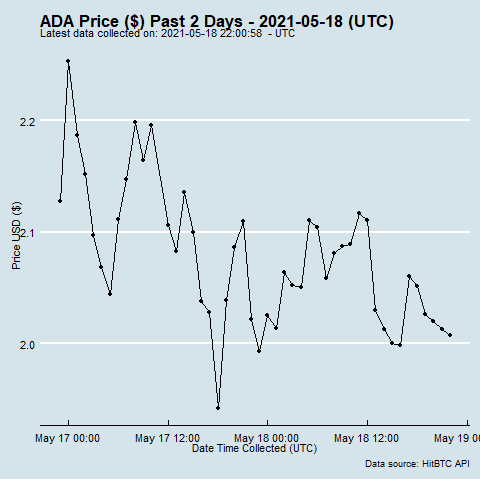 ADA Price ($) Past 2 Days - 2021-05-18 (UTC)
Latest data collected on: 2021-05-18 22:00:58 - UTC
2.2
2.1
2.0
Price USD ($)
May 17 00:00
May 17 12:00
May 18 00:00
May 18 12:00
May 19 00
Date Time Collected (UTC)
Data source: HitBTC API